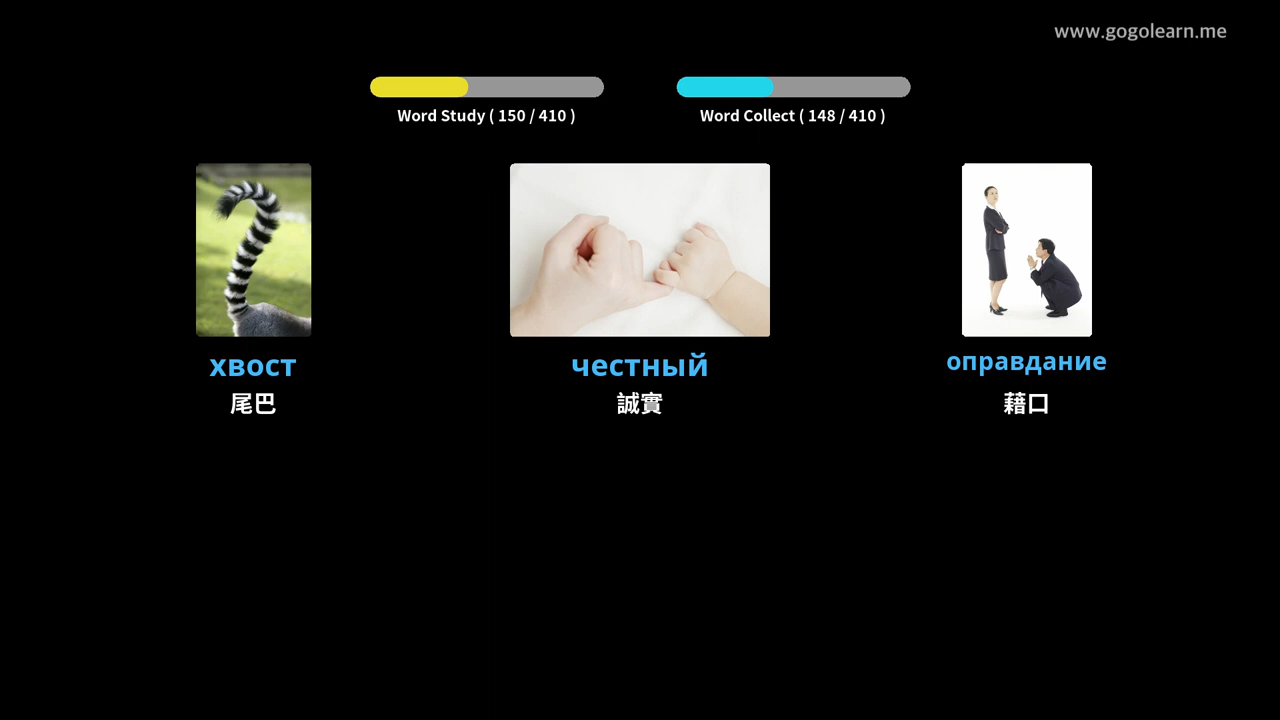 www.gogolearn.me
Word Study ( 150 / 410 )
Word Collect ( 148 / 410 )
хвост
尾巴
честный
誠實
оправдание
藉口